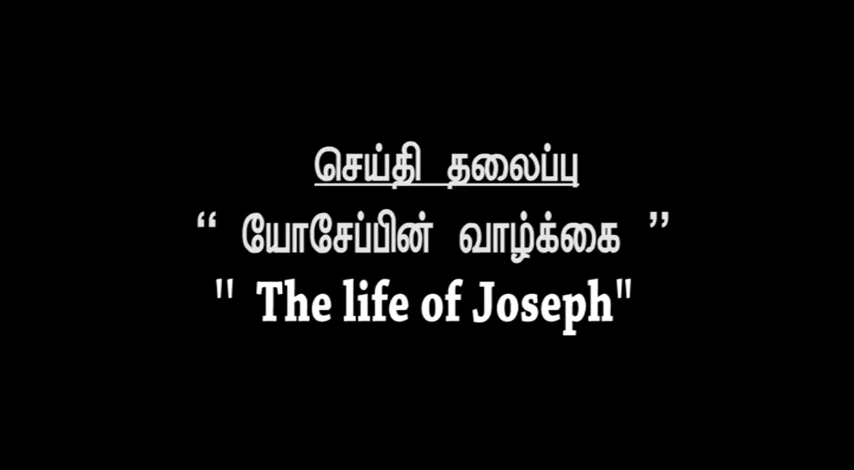 செய்தி தலைப்பு
“ யோசேப்பின் வாழ்க்கை ”
" The life of Joseph"